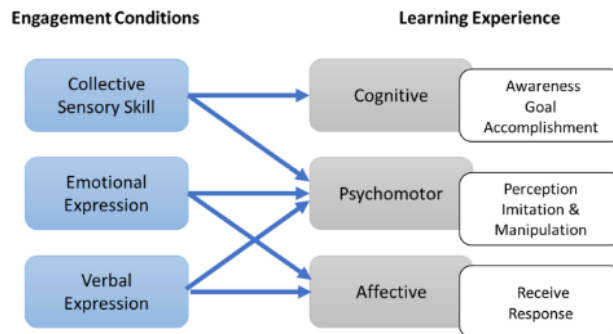 Engagement Conditions
Learning Experience
Collective
Sensory Skill
Cognitive
Awareness
Goal
Accomplishment
Emotional
Expression
Psychomotor
Perception
Imitation &
Manipulation
Verbal
Expression
Affective
Receive
Response